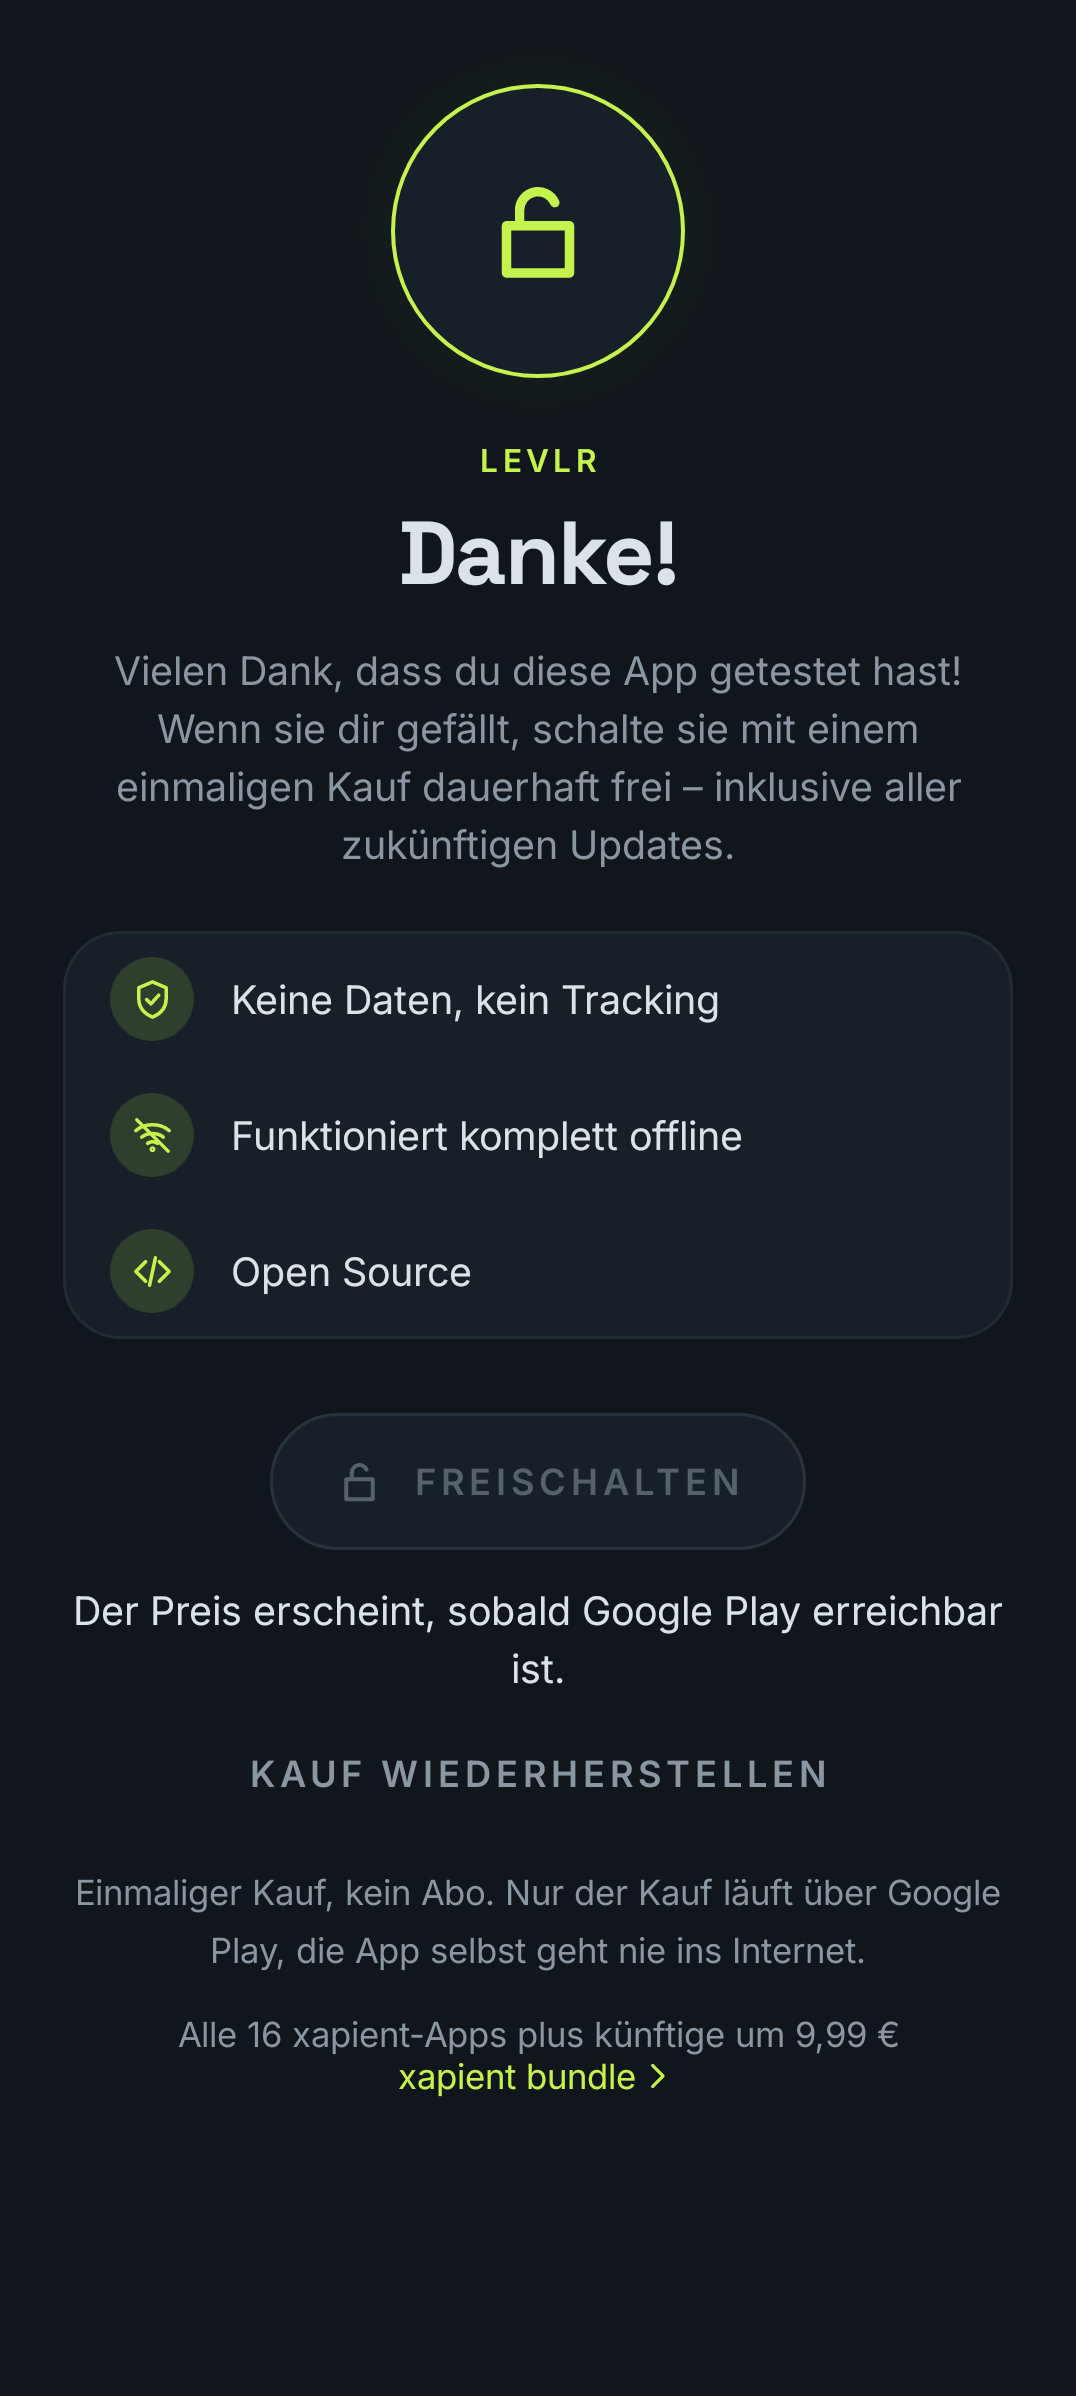 LEVLR
Danke!
Vielen Dank, dass du diese App getestet hast!
Wenn sie dir gefällt, schalte sie mit einem
einmaligen Kauf dauerhaft frei – inklusive aller
zukünftigen Updates.
Keine Daten, kein Tracking
Funktioniert komplett offline
Open Source
FREISCHALTEN
Der Preis erscheint, sobald Google Play erreichbar
ist.
KAUF WIEDERHERSTELLEN
Einmaliger Kauf, kein Abo. Nur der Kauf läuft über Google
Play, die App selbst geht nie ins Internet.
Alle 16 xapient-Apps plus künftige um 9,99 €
xapient bundle